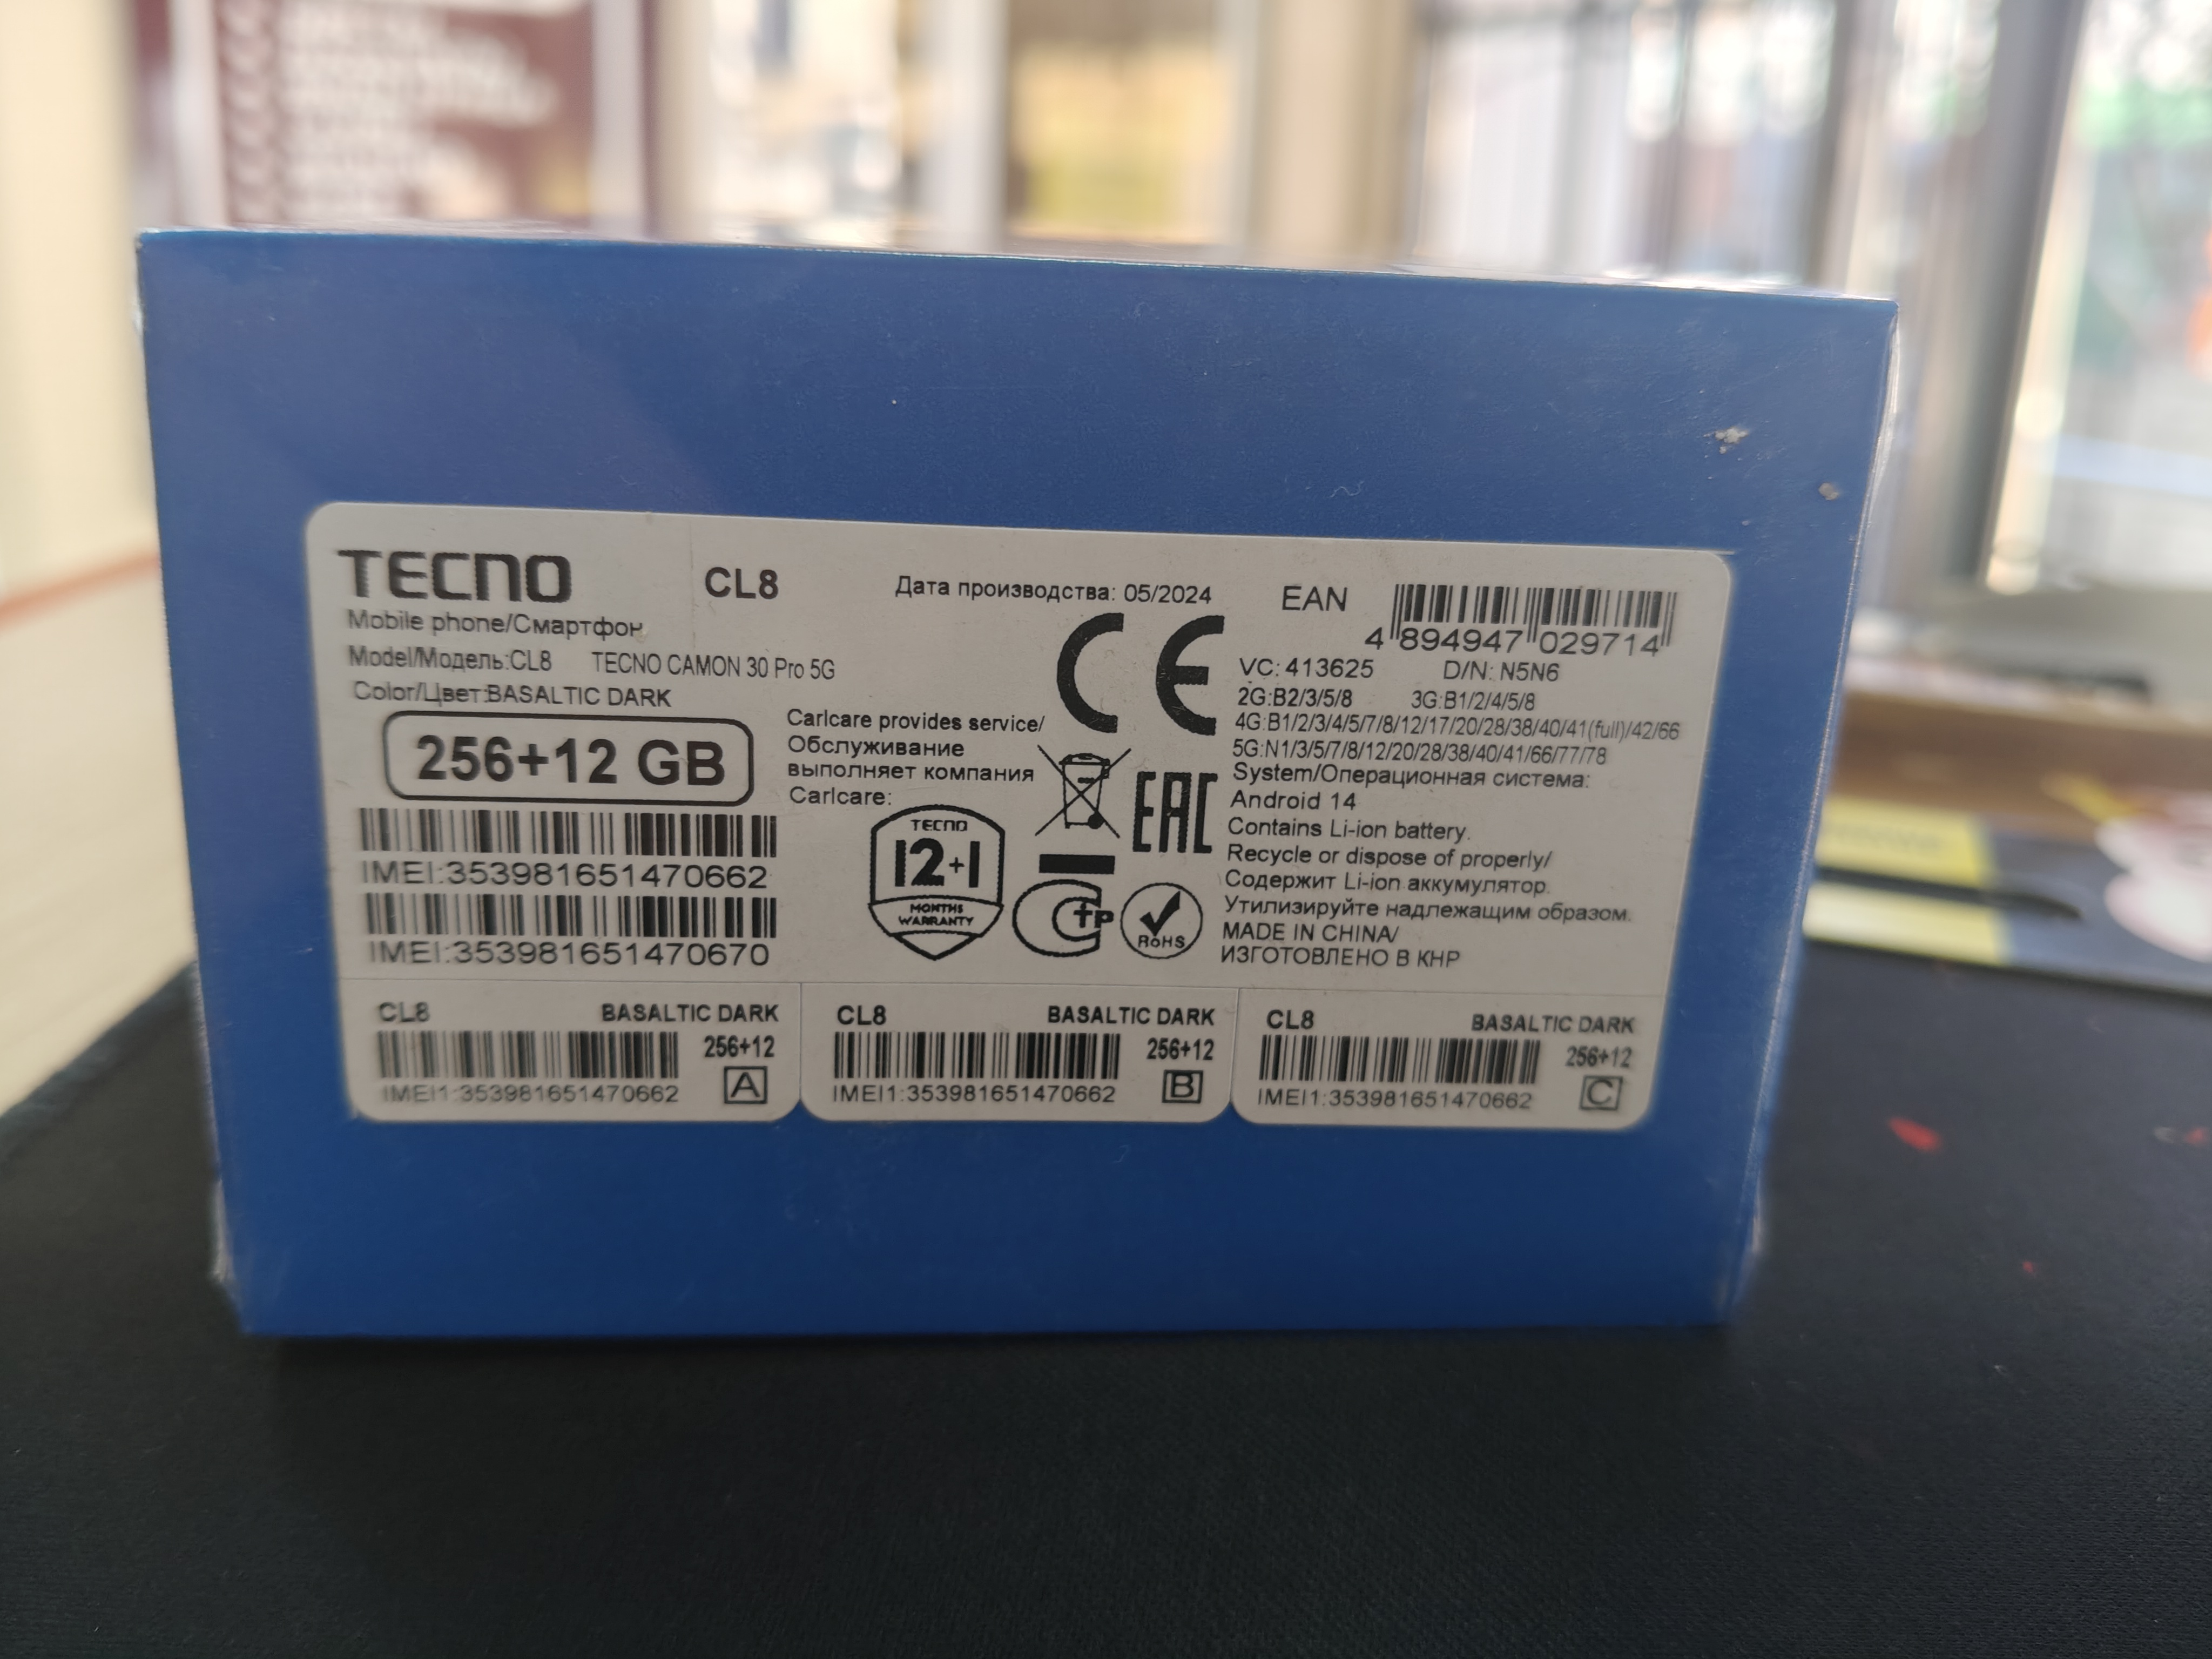 TECNO
CL8
Дата производства: 05/2024
EAN
4 894947 029714
Mobile phone/Смартфон
Model/Модель:CL8 TECNO CAMON 30 Pro 5G
Color/Цвет:BASALTIC DARK
256+12 GB
IMEI:353981651470662
IMEI:353981651470670
Carlcare provides service/
Обслуживание
выполняет компания
Carlcare:
TECNO
12+1
MONTHS
WARRANTY
CE
EAC
RoHS
VC: 413625 D/N: N5N6
2G:B2/3/5/8 3G:B1/2/4/5/8
4G:B1/2/3/4/5/7/8/12/17/20/28/38/40/41(full)/42/66
5G:N1/3/5/7/8/12/20/28/38/40/41/66/77/78
System/Операционная система:
Android 14
Contains Li-ion battery.
Recycle or dispose of properly/
Содержит Li-ion аккумулятор.
Утилизируйте надлежащим образом.
MADE IN CHINA/
ИЗГОТОВЛЕНО В КНР
CL8 BASALTIC DARK
256+12
IMEI1:353981651470662 A
CL8 BASALTIC DARK
256+12
IMEI1:353981651470662 B
CL8 BASALTIC DARK
256+12
IMEI1:353981651470662 C